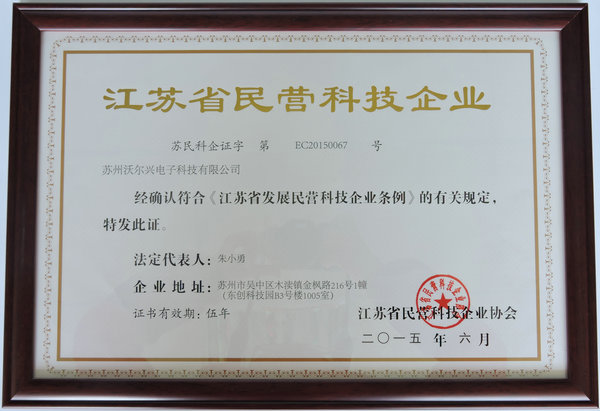 江苏省民营科技企业
苏民科企证字 第 EC20150067 号
苏州沃尔兴电子科技有限公司
经确认符合《江苏省发展民营科技企业条例》的有关规定，
特发此证。
法定代表人：朱小勇
企业地址：苏州市吴中区木渎镇金枫路216号1幢
（东创科技园B3号楼1005室）
证书有效期：伍年
江苏省民营科技企业协会
二〇一五 年 六 月